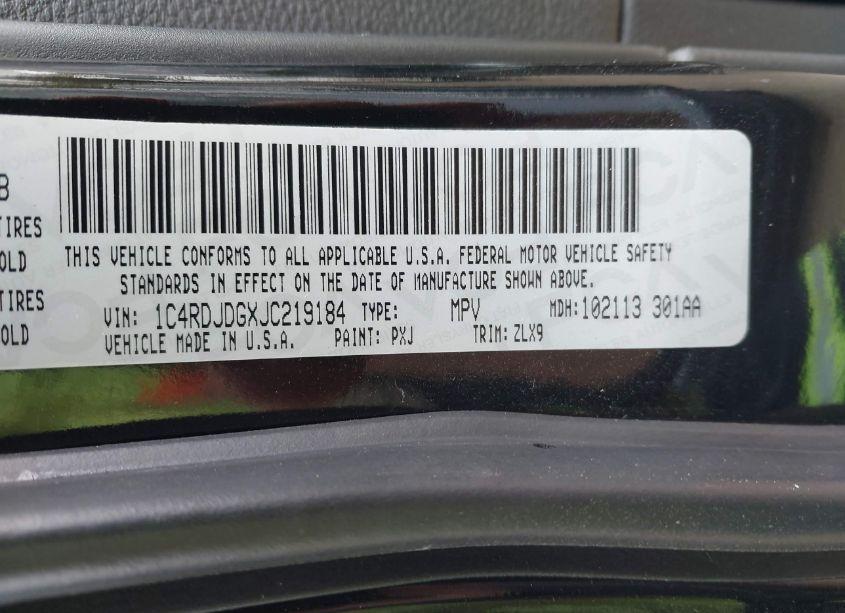 B
TIRES
OLD
TIRES
OLD
THIS VEHICLE CONFORMS TO ALL APPLICABLE U.S.A. FEDERAL MOTOR VEHICLE SAFETY
STANDARDS IN EFFECT ON THE DATE OF MANUFACTURE SHOWN ABOVE.
VIN: 1C4RDJDGXJC219184 TYPE: MPV MDH:102113 301AA
VEHICLE MADE IN U.S.A. PAINT: PXJ TRIM: ZLX9